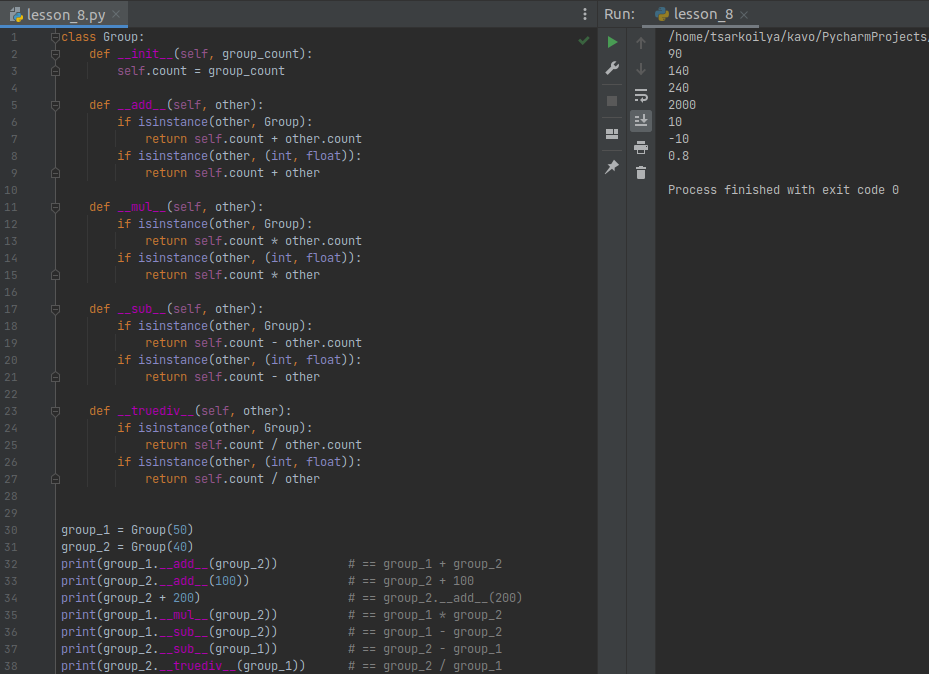 lesson_8.py
Run: lesson_8
1 class Group:
2     def __init__(self, group_count):
3         self.count = group_count
4
5     def __add__(self, other):
6         if isinstance(other, Group):
7             return self.count + other.count
8         if isinstance(other, (int, float)):
9             return self.count + other
10
11     def __mul__(self, other):
12         if isinstance(other, Group):
13             return self.count * other.count
14         if isinstance(other, (int, float)):
15             return self.count * other
16
17     def __sub__(self, other):
18         if isinstance(other, Group):
19             return self.count - other.count
20         if isinstance(other, (int, float)):
21             return self.count - other
22
23     def __truediv__(self, other):
24         if isinstance(other, Group):
25             return self.count / other.count
26         if isinstance(other, (int, float)):
27             return self.count / other
28
29
30 group_1 = Group(50)
31 group_2 = Group(40)
32 print(group_1.__add__(group_2))          # == group_1 + group_2
33 print(group_2.__add__(100))              # == group_2 + 100
34 print(group_2 + 200)                     # == group_2.__add__(200)
35 print(group_1.__mul__(group_2))          # == group_1 * group_2
36 print(group_1.__sub__(group_2))          # == group_1 - group_2
37 print(group_2.__sub__(group_1))          # == group_2 - group_1
38 print(group_2.__truediv__(group_1))      # == group_2 / group_1
/home/tsarkoilya/kavo/PycharmProjects/
90
140
240
2000
10
-10
0.8
Process finished with exit code 0